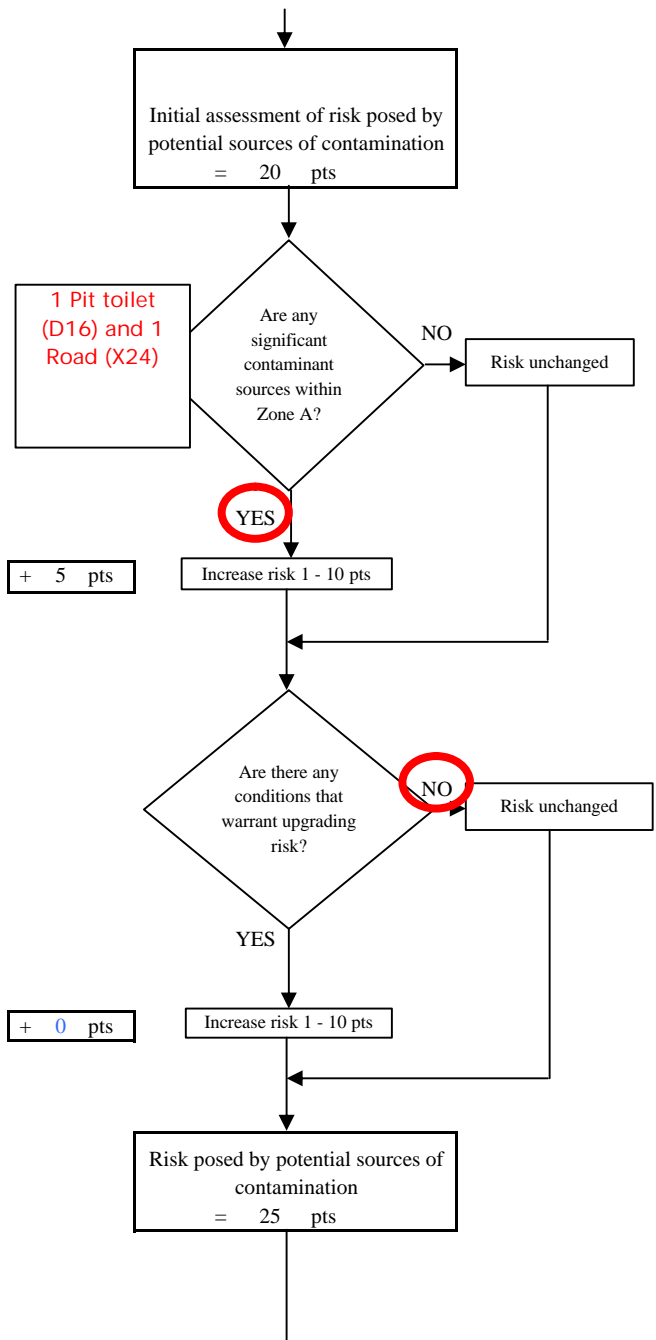 Initial assessment of risk posed by
potential sources of contamination
= 20 pts
1 Pit toilet
(D16) and 1
Road (X24)
Are any
significant
contaminant
sources within
Zone A?
NO
Risk unchanged
YES
+ 5 pts
Increase risk 1 - 10 pts
Are there any
conditions that
warrant upgrading
risk?
NO
Risk unchanged
YES
+ 0 pts
Increase risk 1 - 10 pts
Risk posed by potential sources of
contamination
= 25 pts